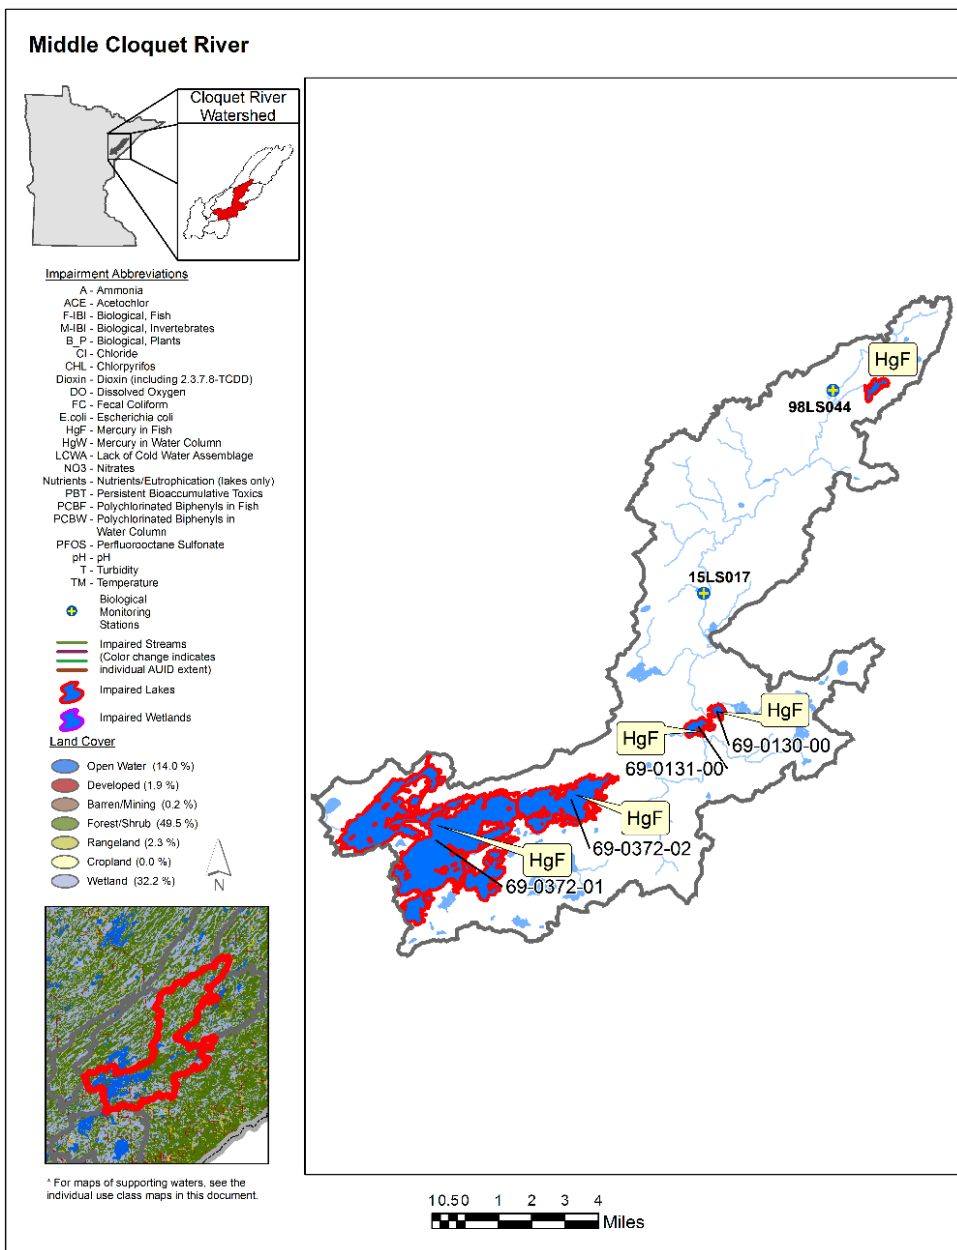 Middle Cloquet River
Cloquet River
Watershed
Impairment Abbreviations
A - Ammonia
ACE - Acetochlor
F-IBI - Biological, Fish
M-IBI - Biological, Invertebrates
B_P - Biological, Plants
Cl - Chloride
CHL - Chlorpyrifos
Dioxin - Dioxin (including 2.3.7.8-TCDD)
DO - Dissolved Oxygen
FC - Fecal Coliform
E.coli - Escherichia coli
HgF - Mercury in Fish
HgW - Mercury in Water Column
LCWA - Lack of Cold Water Assemblage
NO3 - Nitrates
Nutrients - Nutrients/Eutrophication (lakes only)
PBT - Persistent Bioaccumulative Toxics
PCBF - Polychlorinated Biphenyls in Fish
PCBW - Polychlorinated Biphenyls in
Water Column
PFOS - Perfluorooctane Sulfonate
pH - pH
T - Turbidity
TM - Temperature
Biological
Monitoring
Stations
Impaired Streams
(Color change indicates
individual AUID extent)
Impaired Lakes
Impaired Wetlands
Land Cover
Open Water (14.0 %)
Developed (1.9 %)
Barren/Mining (0.2 %)
Forest/Shrub (49.5 %)
Rangeland (2.3 %)
Cropland (0.0 %)
Wetland (32.2 %)
N
* For maps of supporting waters, see the
individual use class maps in this document.
HgF
98LS044
15LS017
HgF
69-0130-00
HgF
69-0131-00
HgF
69-0372-02
HgF
69-0372-01
1 0.5 0 1 2 3 4
Miles